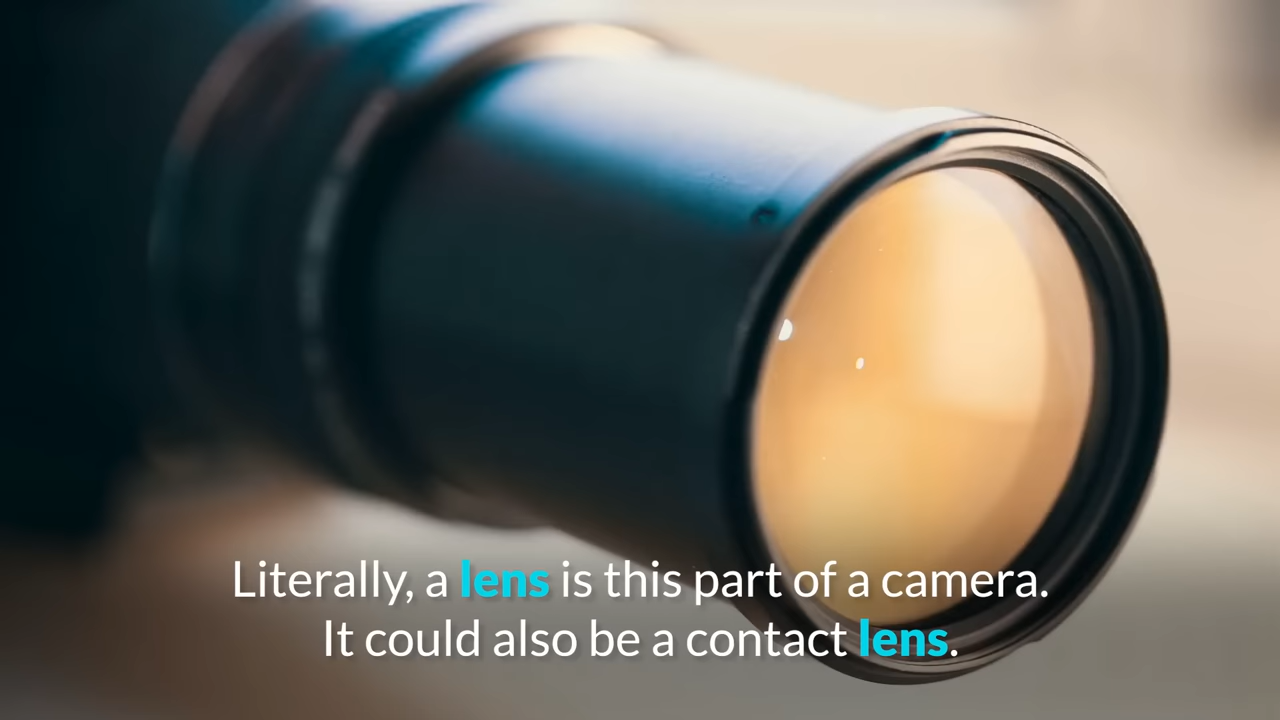 Literally, a lens is this part of a camera.
It could also be a contact lens.